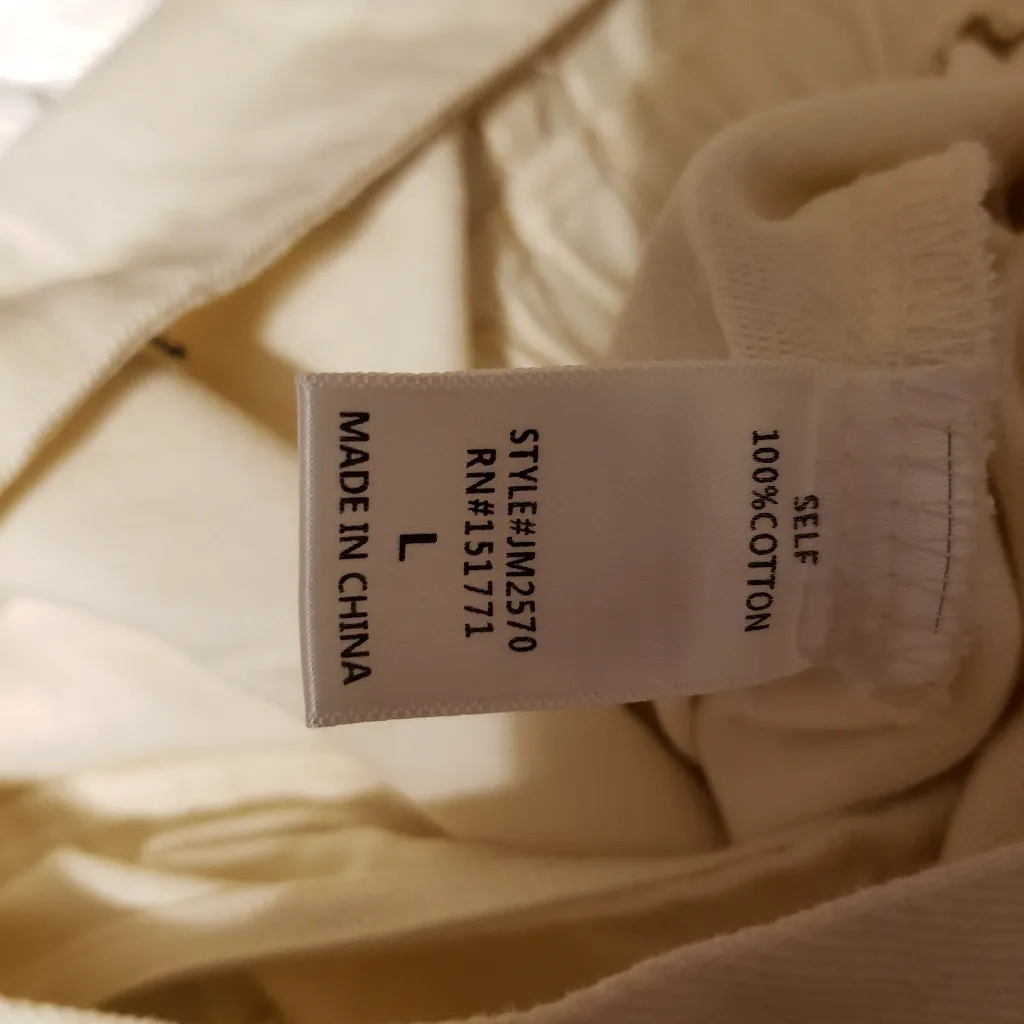 SELF
100%COTTON
STYLE#JM2570
RN#151771
L
MADE IN CHINA